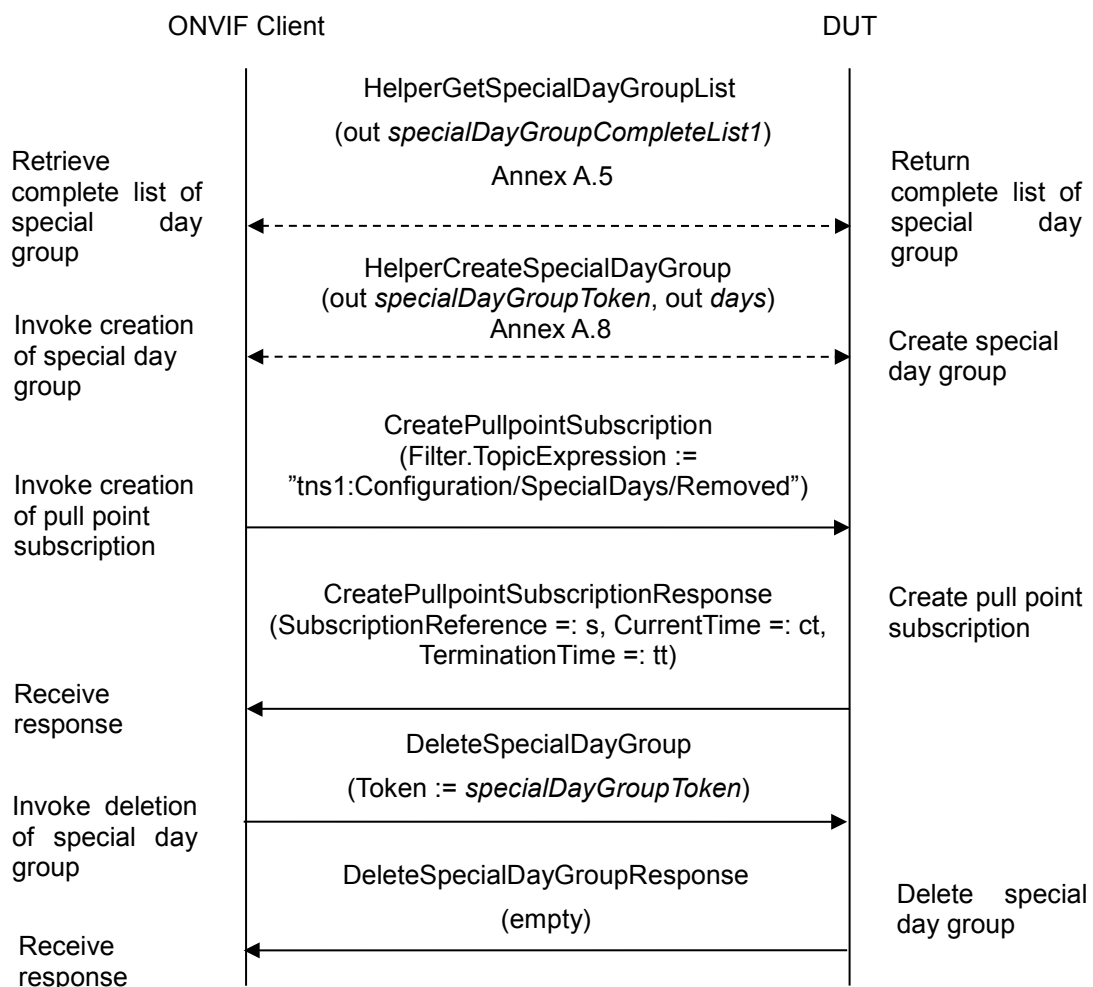 ONVIF Client
DUT
HelperGetSpecialDayGroupList
(out specialDayGroupCompleteList1)
Annex A.5
Retrieve
complete list of
special day
group
Return
complete list of
special day
group
HelperCreateSpecialDayGroup
(out specialDayGroupToken, out days)
Annex A.8
Invoke creation
of special day
group
Create special
day group
CreatePullpointSubscription
(Filter.TopicExpression :=
”tns1:Configuration/SpecialDays/Removed”)
Invoke creation
of pull point
subscription
CreatePullpointSubscriptionResponse
(SubscriptionReference =: s, CurrentTime =: ct,
TerminationTime =: tt)
Create pull point
subscription
Receive
response
DeleteSpecialDayGroup
(Token := specialDayGroupToken)
Invoke deletion
of special day
group
DeleteSpecialDayGroupResponse
(empty)
Delete special
day group
Receive
response